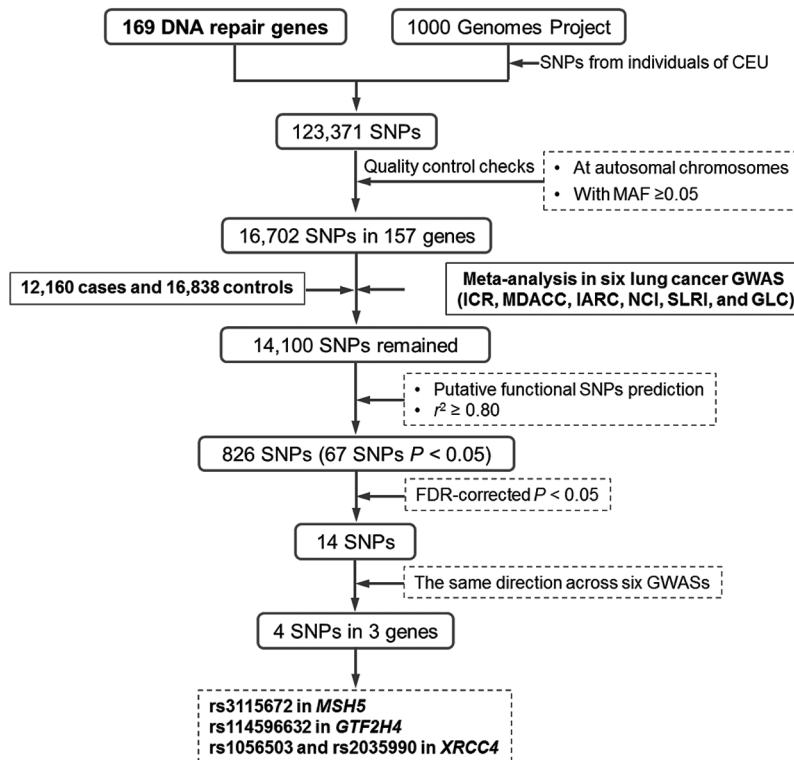 169 DNA repair genes
1000 Genomes Project
SNPs from individuals of CEU
123,371 SNPs
Quality control checks
• At autosomal chromosomes
• With MAF ≥0.05
16,702 SNPs in 157 genes
12,160 cases and 16,838 controls
Meta-analysis in six lung cancer GWAS
(ICR, MDACC, IARC, NCI, SLRI, and GLC)
14,100 SNPs remained
• Putative functional SNPs prediction
• r² ≥ 0.80
826 SNPs (67 SNPs P < 0.05)
FDR-corrected P < 0.05
14 SNPs
The same direction across six GWASs
4 SNPs in 3 genes
rs3115672 in MSH5
rs114596632 in GTF2H4
rs1056503 and rs2035990 in XRCC4